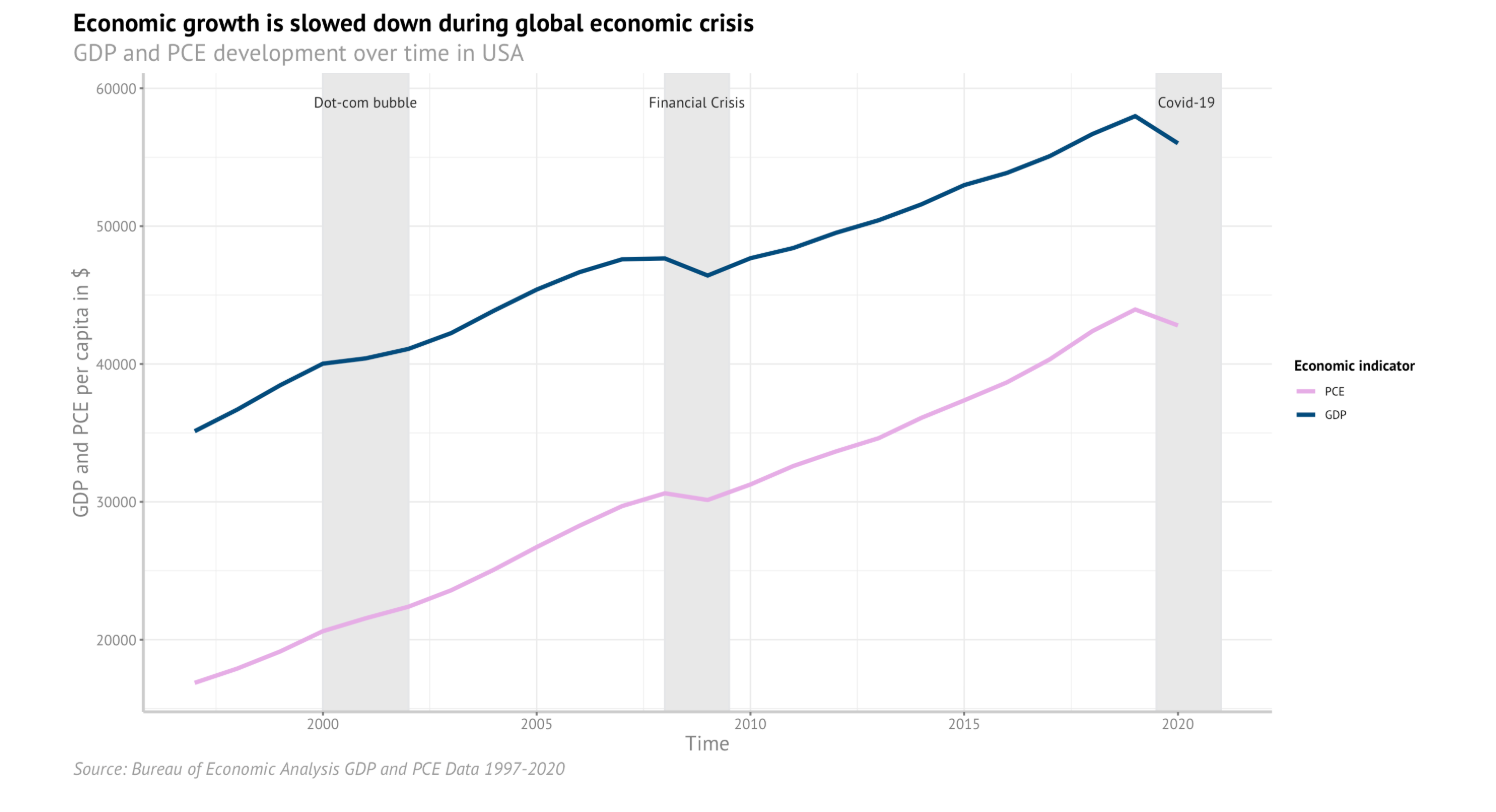 Economic growth is slowed down during global economic crisis
GDP and PCE development over time in USA
60000
50000
40000
30000
20000
GDP and PCE per capita in $
Dot-com bubble
Financial Crisis
Covid-19
2000
2005
2010
2015
2020
Time
Economic indicator
PCE
GDP
Source: Bureau of Economic Analysis GDP and PCE Data 1997-2020